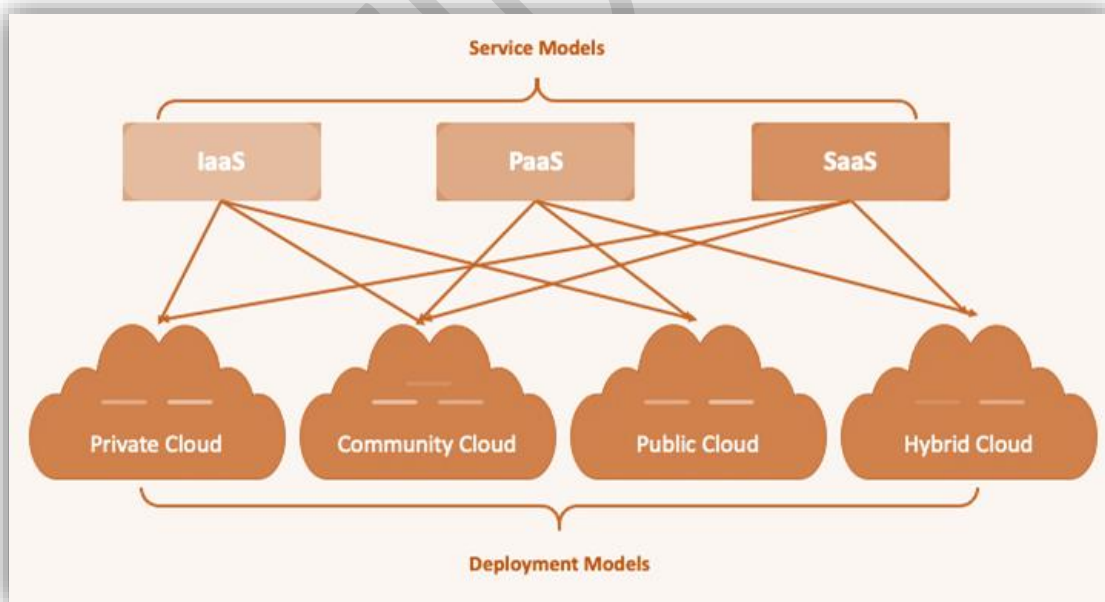 Service Models
IaaS
PaaS
SaaS
Private Cloud
Community Cloud
Public Cloud
Hybrid Cloud
Deployment Models